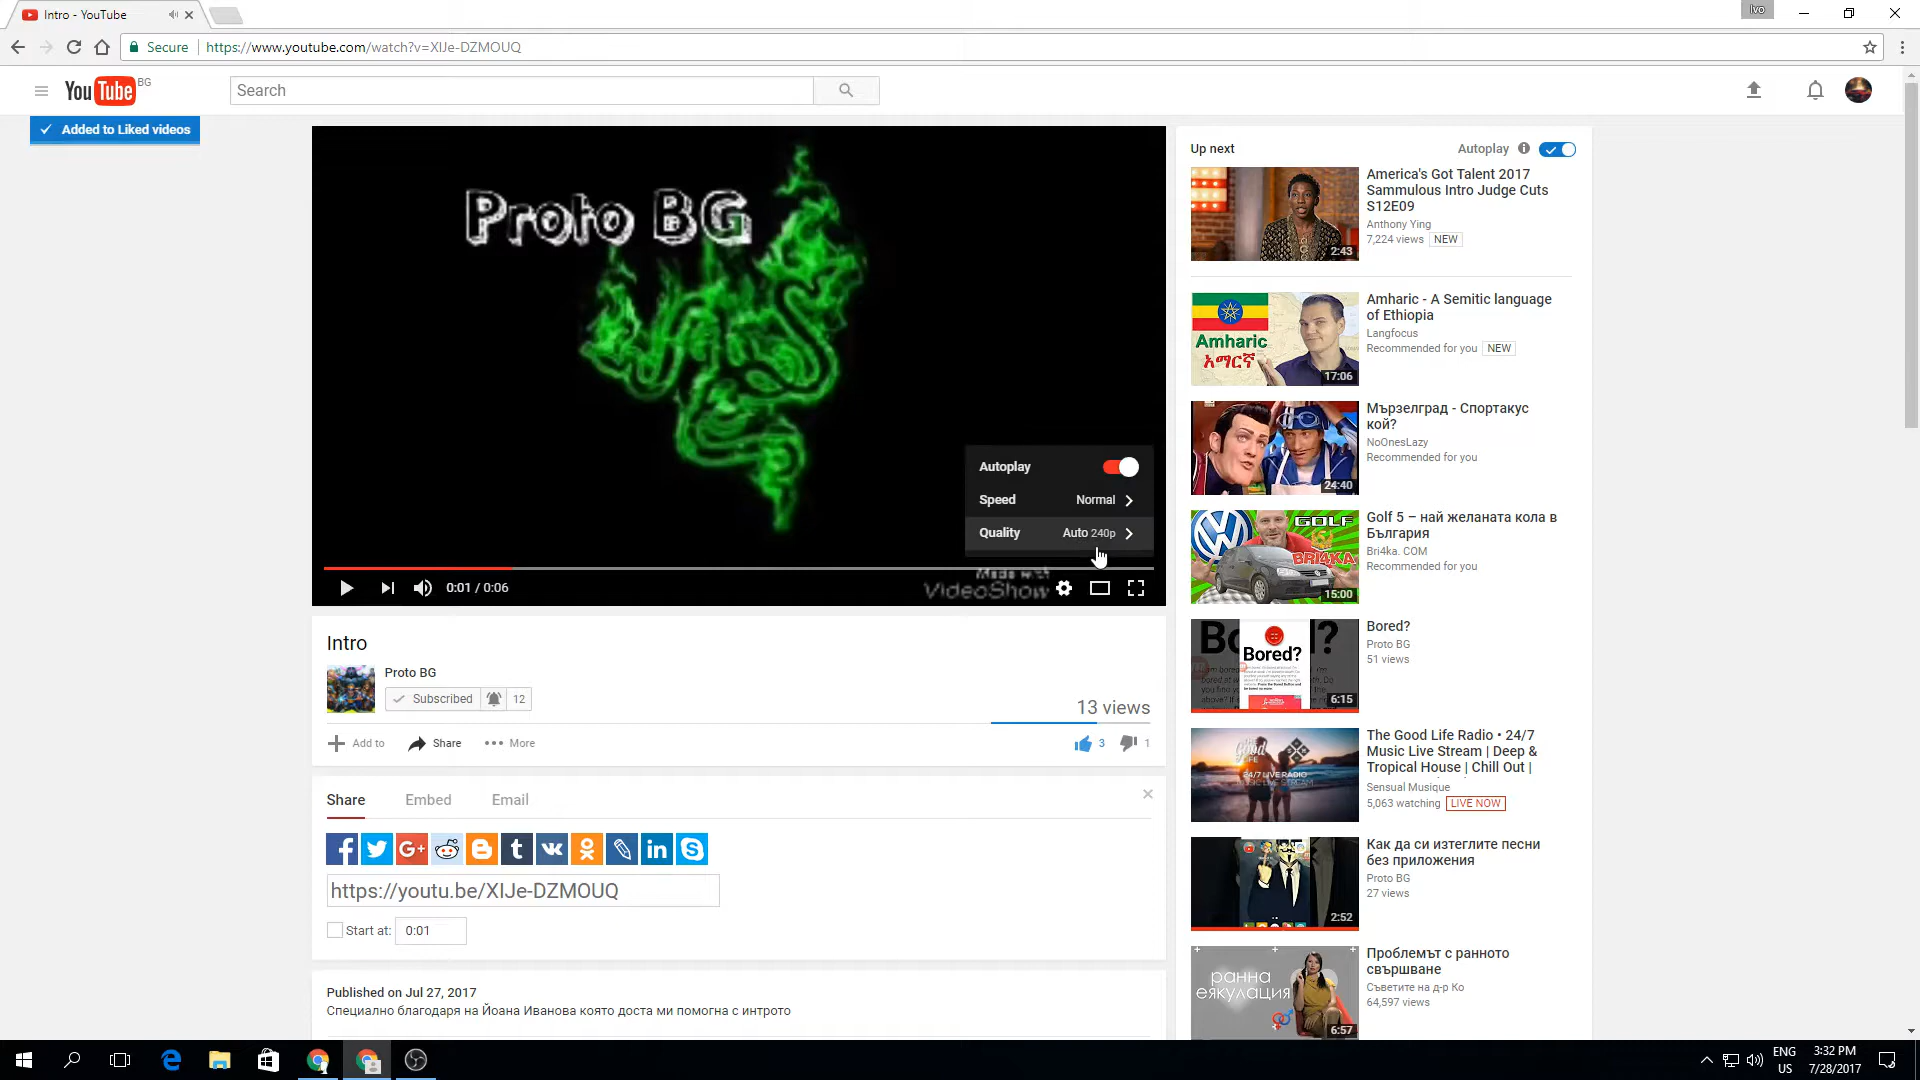 Intro - YouTube
Ivo
Secure
https://www.youtube.com/watch?v=XIJe-DZMOUQ
YouTube BG
Search
Added to Liked videos
Proto BG
Autoplay
Speed Normal
Quality Auto 240p
Made with
VideoShow
0:01 / 0:06
Intro
Proto BG
Subscribed 12
13 views
Add to Share More 3 1
Share Embed Email
https://youtu.be/XIJe-DZMOUQ
Start at: 0:01
Published on Jul 27, 2017
Специално благодаря на Йоана Иванова която доста ми помогна с интрото
Up next Autoplay
America's Got Talent 2017
Sammulous Intro Judge Cuts
S12E09
Anthony Ying
7,224 views NEW
2:43
Amharic - A Semitic language
of Ethiopia
Langfocus
Recommended for you NEW
Amharic
አማርኛ
17:06
Мързелград - Спортакус
кой?
NoOnesLazy
Recommended for you
24:40
Golf 5 – най желаната кола в
България
Bri4ka. COM
Recommended for you
GOLF
BRI4KA
15:00
Bored?
Proto BG
51 views
Bored?
6:15
The Good Life Radio • 24/7
Music Live Stream | Deep &
Tropical House | Chill Out |
Sensual Musique
5,063 watching LIVE NOW
Как да си изтеглите песни
без приложения
Proto BG
27 views
2:52
Проблемът с ранното
свършване
Съветите на д-р Ко
64,597 views
ранна
еякулация
6:57
ENG
US
3:32 PM
7/28/2017